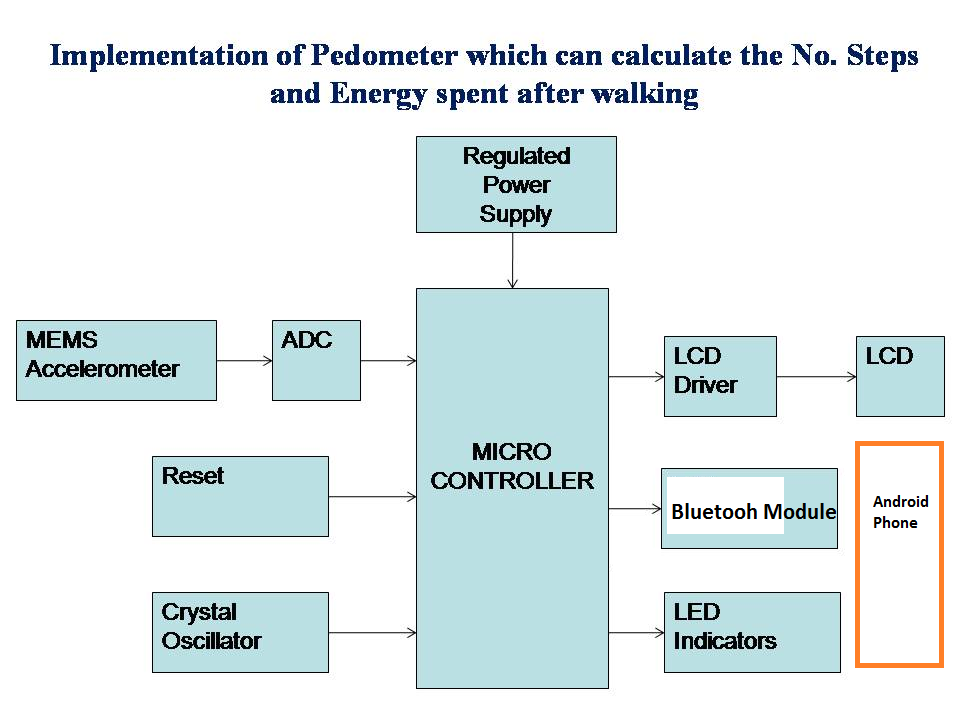 Implementation of Pedometer which can calculate the No. Steps
and Energy spent after walking
Regulated
Power
Supply
MEMS
Accelerometer
ADC
LCD
Driver
LCD
MICRO
CONTROLLER
Reset
Bluetooh Module
Android
Phone
Crystal
Oscillator
LED
Indicators